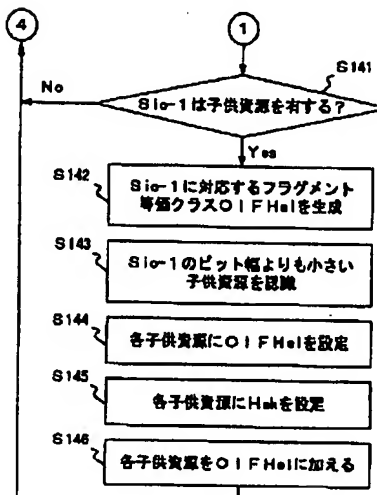 4
1
S141
No
Sio-1は子供資源を有する?
Yes
S142
Sio-1に対応するフラグメント
等価クラスOIFHelを生成
S143
Sio-1のビット幅よりも小さい
子供資源を認識
S144
各子供資源にOIFHelを設定
S145
各子供資源にHakを設定
S146
各子供資源をOIFHelに加える